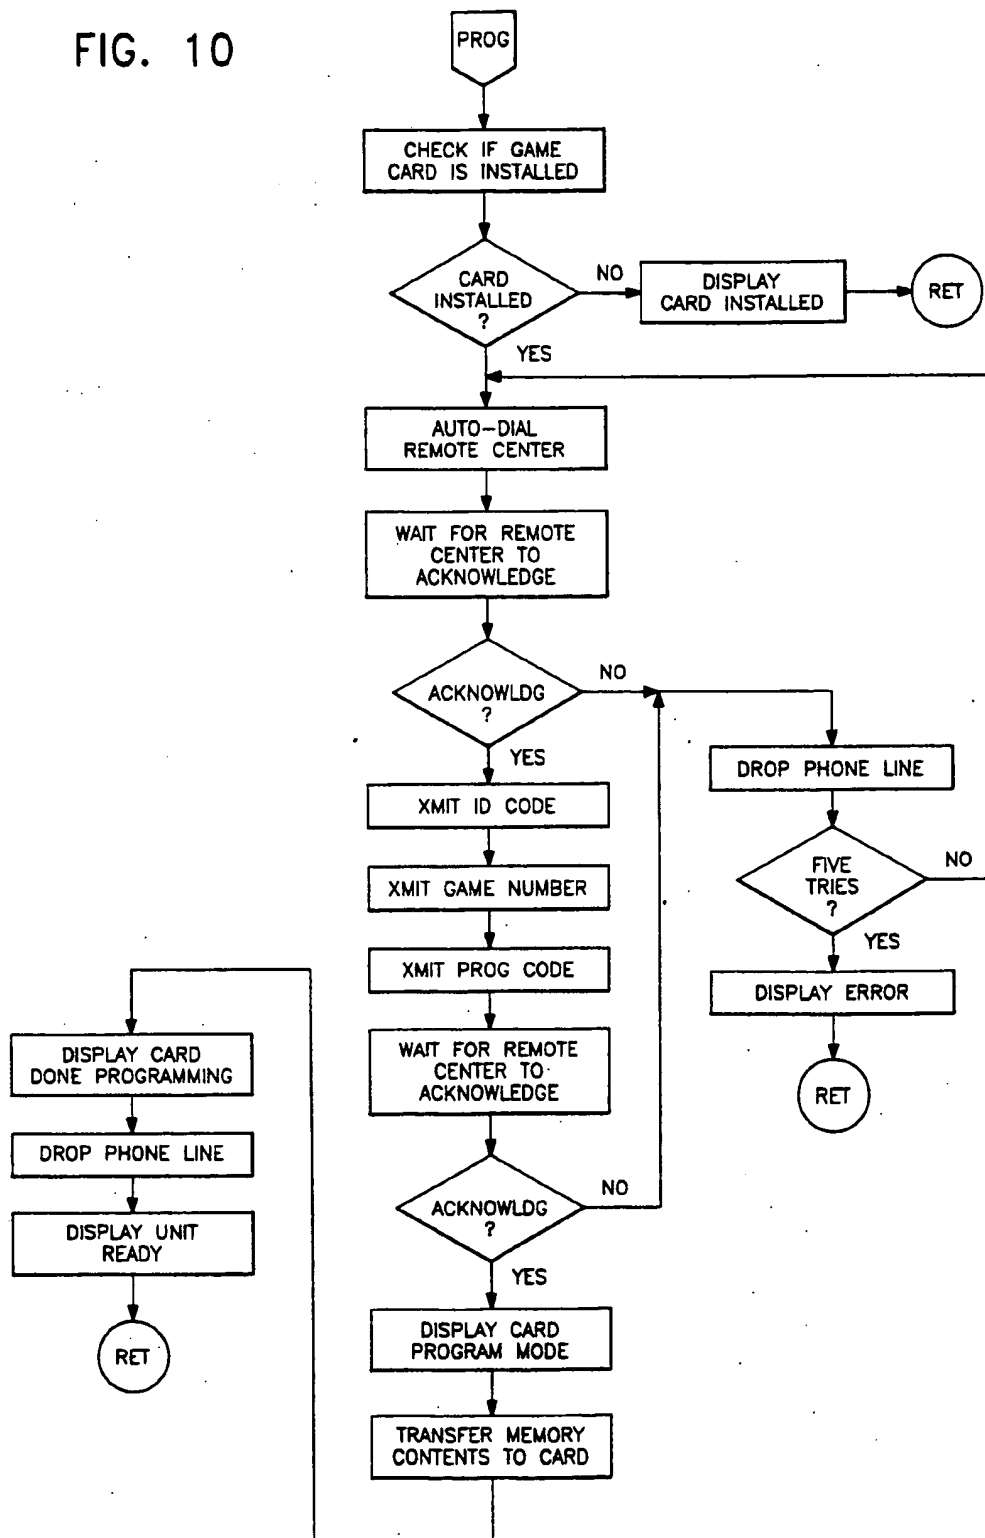 FIG. 10
PROG
CHECK IF GAME
CARD IS INSTALLED
CARD
INSTALLED
?
NO
DISPLAY
CARD INSTALLED
RET
YES
AUTO-DIAL
REMOTE CENTER
WAIT FOR REMOTE
CENTER TO
ACKNOWLEDGE
ACKNOWLDG
?
NO
YES
DROP PHONE LINE
XMIT ID CODE
FIVE
TRIES
?
NO
XMIT GAME NUMBER
YES
XMIT PROG CODE
DISPLAY ERROR
WAIT FOR REMOTE
CENTER TO
ACKNOWLEDGE
RET
ACKNOWLDG
?
NO
YES
DISPLAY CARD
PROGRAM MODE
TRANSFER MEMORY
CONTENTS TO CARD
DISPLAY CARD
DONE PROGRAMMING
DROP PHONE LINE
DISPLAY UNIT
READY
RET